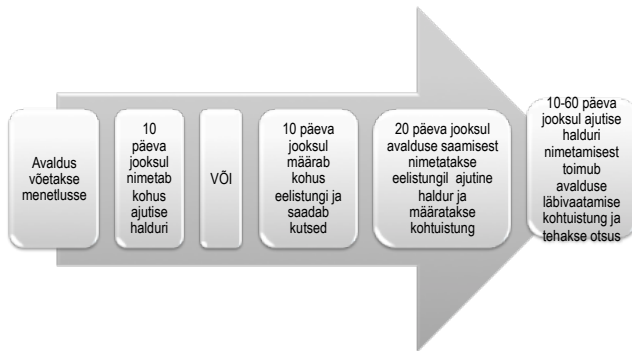 Avaldus
võetakse
menetlusse
10
päeva
jooksul
nimetab
kohus
ajutise
halduri
VÕI
10 päeva
jooksul
määrab
kohus
eelistungi ja
saadab
kutsed
20 päeva jooksul
avalduse saamisest
nimetatakse
eelistungil ajutine
haldur ja
määratakse
kohtuistung
10-60 päeva
jooksul ajutise
halduri
nimetamisest
toimub
avalduse
läbivaatamise
kohtuistung ja
tehakse otsus